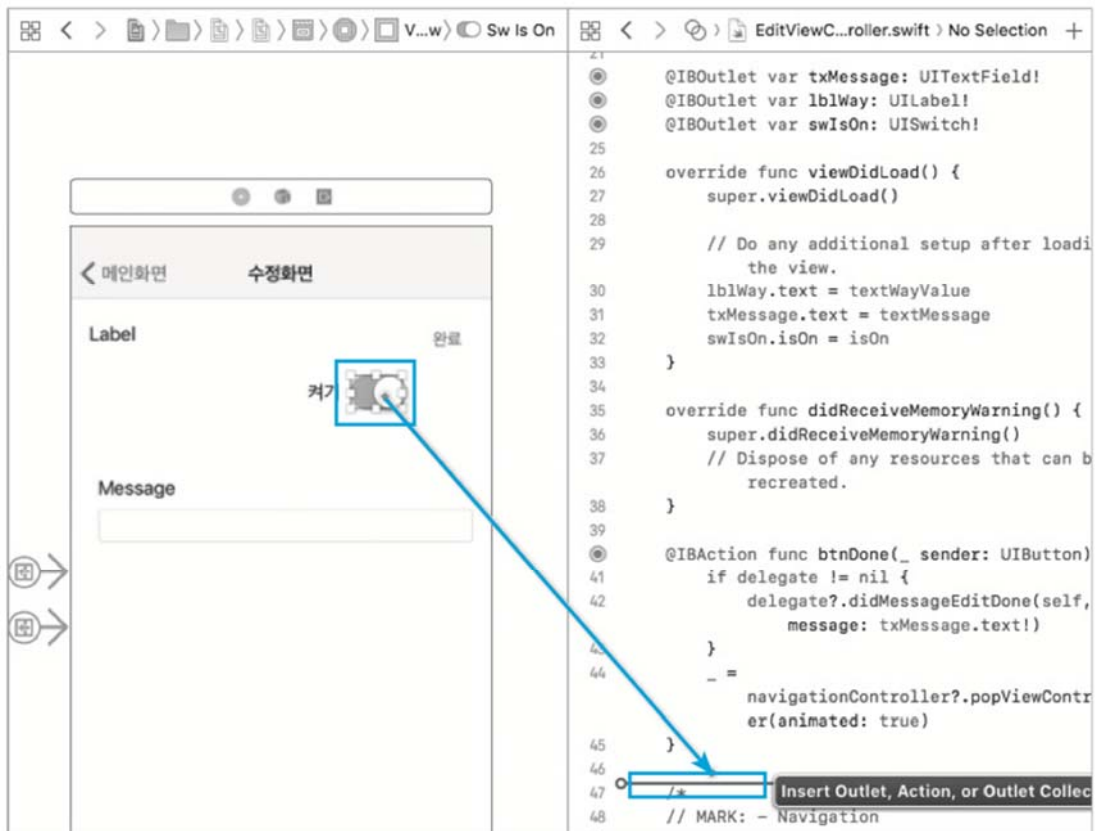 V...w
Sw Is On
EditViewC...roller.swift
No Selection
메인화면
수정화면
Label
완료
켜기
Message
21
@IBOutlet var txMessage: UITextField!
@IBOutlet var lblWay: UILabel!
@IBOutlet var swIsOn: UISwitch!
25
26 override func viewDidLoad() {
27 super.viewDidLoad()
28
29 // Do any additional setup after loadi
the view.
30 lblWay.text = textWayValue
31 txMessage.text = textMessage
32 swIsOn.isOn = isOn
33 }
34
35 override func didReceiveMemoryWarning() {
36 super.didReceiveMemoryWarning()
37 // Dispose of any resources that can b
recreated.
38 }
39
@IBAction func btnDone(_ sender: UIButton)
41 if delegate != nil {
42 delegate?.didMessageEditDone(self,
message: txMessage.text!)
43 }
44 _ =
navigationController?.popViewContr
er(animated: true)
45 }
46
47 /*
Insert Outlet, Action, or Outlet Collec
48 // MARK: - Navigation